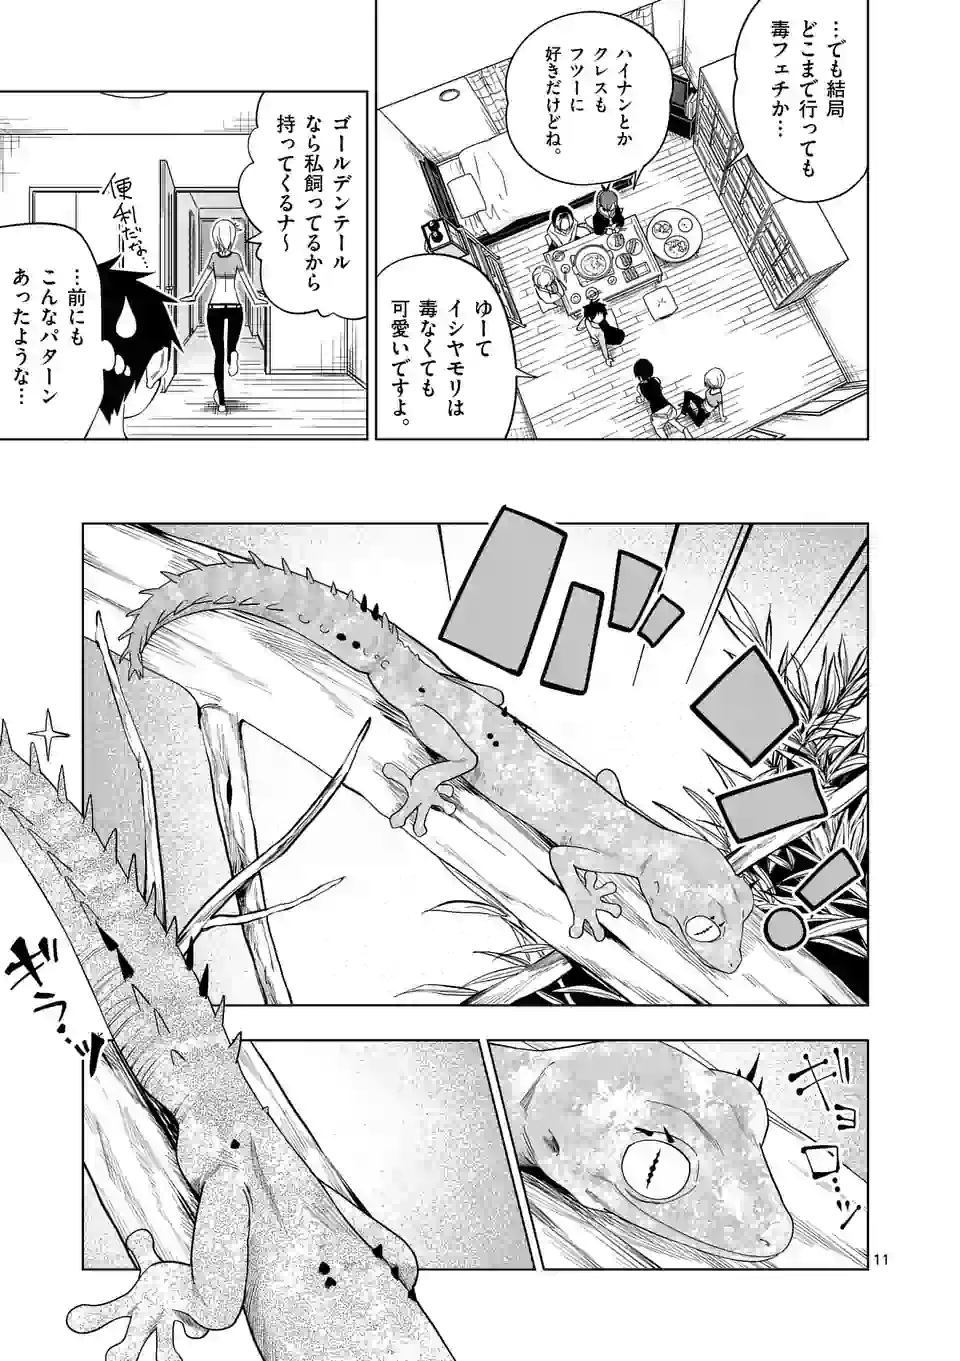 …でも結局
どこまで行っても
毒フェチか…
ハイナンとか
クレスも
フツーに
好きだけどね。
ゆーて
イシヤモリは
毒なくても
可愛いですよ。
ゴールデンテール
なら私飼ってるから
持ってくるナ〜
便利だな…
…前にも
こんなパターン
あったような…
バーーン!
ギョロ…ッ
ギラ…ッ
11